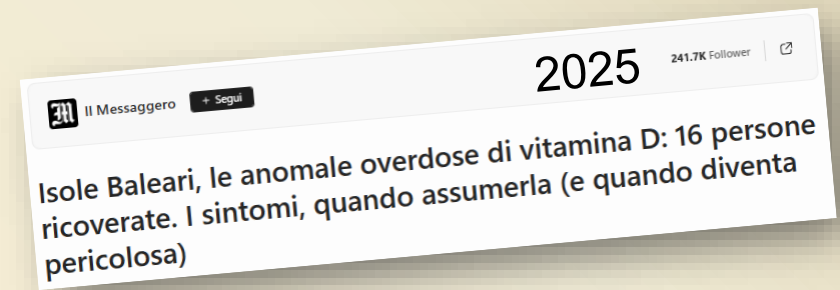 Il Messaggero
+ Segui
2025
241.7K Follower
Isole Baleari, le anomale overdose di vitamina D: 16 persone
ricoverate. I sintomi, quando assumerla (e quando diventa
pericolosa)